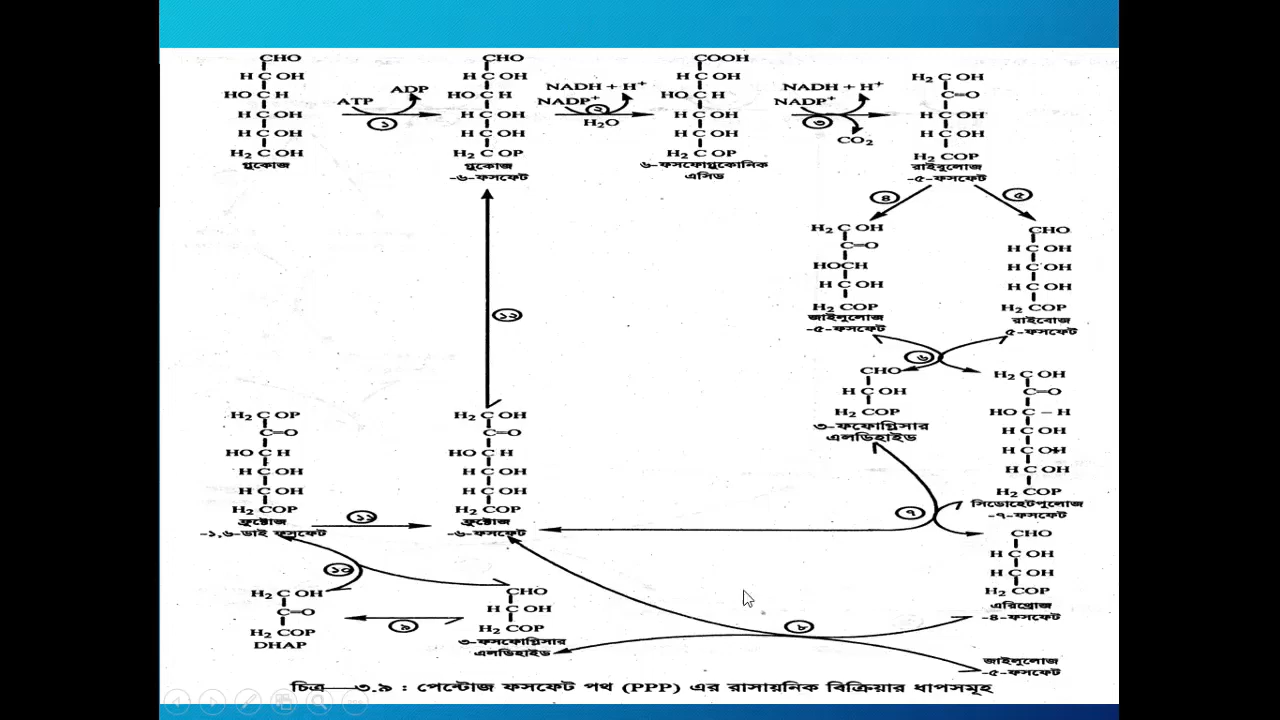 CHO
H C OH
HO C H
H C OH
H C OH
H₂ C OH
গ্লুকোজ
ATP
ADP
১
CHO
H C OH
HO C H
H C OH
H C OH
H₂ C OP
গ্লুকোজ
-৬-ফসফেট
NADH + H⁺
NADP⁺
২
H₂O
COOH
H C OH
HO C H
H C OH
H C OH
H₂ C OP
৬-ফসফোগ্লুকোনিক
এসিড
NADH + H⁺
NADP⁺
৩
CO₂
H₂ C OH
C=O
H C OH
H C OH
H₂ COP
রাইবুলোজ
-৫-ফসফেট
৪
৫
H₂ C OH
C=O
HOCH
H C OH
H₂ COP
জাইলুলোজ
-৫-ফসফেট
CHO
H C OH
H C OH
H C OH
H₂ COP
রাইবোজ
৫-ফসফেট
৬
CHO
H C OH
H₂ COP
৩-ফফোগ্লিসার
এলডিহাইড
H₂ C OH
C=O
HO C – H
H C OH
H C OH
H C OH
H₂ COP
সিডোহেপ্টুলোজ
-৭-ফসফেট
১২
H₂ C OP
C=O
HO C H
H C OH
H C OH
H₂ COP
ফ্রুক্টোজ
-১,৬-ডাই ফসফেট
১১
H₂ C OH
C=O
HO C H
H C OH
H C OH
H₂ COP
ফ্রুক্টোজ
-৬-ফসফেট
৭
CHO
H C OH
H C OH
H₂ COP
এরিথ্রোজ
-৪-ফসফেট
১০
H₂ C OH
C=O
H₂ COP
DHAP
৯
CHO
H C OH
H₂ COP
৩-ফসফোগ্লিসার
এলডিহাইড
৮
জাইলুলোজ
-৫-ফসফেট
চিত্র ৩.৯ : পেন্টোজ ফসফেট পথ (PPP) এর রাসায়নিক বিক্রিয়ার ধাপসমূহ